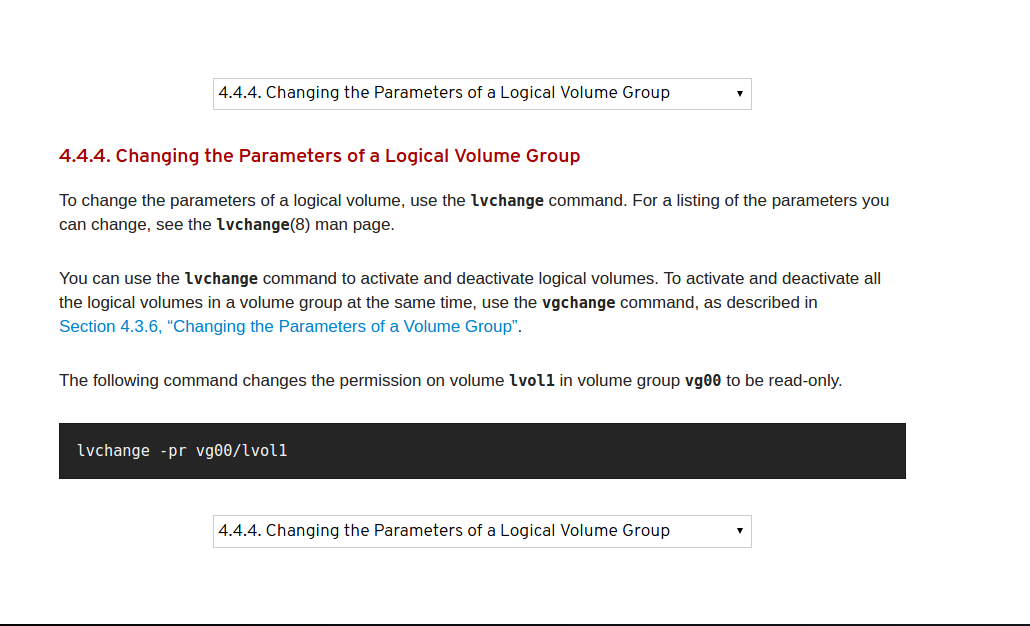 4.4.4. Changing the Parameters of a Logical Volume Group
4.4.4. Changing the Parameters of a Logical Volume Group
To change the parameters of a logical volume, use the lvchange command. For a listing of the parameters you
can change, see the lvchange(8) man page.
You can use the lvchange command to activate and deactivate logical volumes. To activate and deactivate all
the logical volumes in a volume group at the same time, use the vgchange command, as described in
Section 4.3.6, “Changing the Parameters of a Volume Group”.
The following command changes the permission on volume lvol1 in volume group vg00 to be read-only.
lvchange -pr vg00/lvol1
4.4.4. Changing the Parameters of a Logical Volume Group